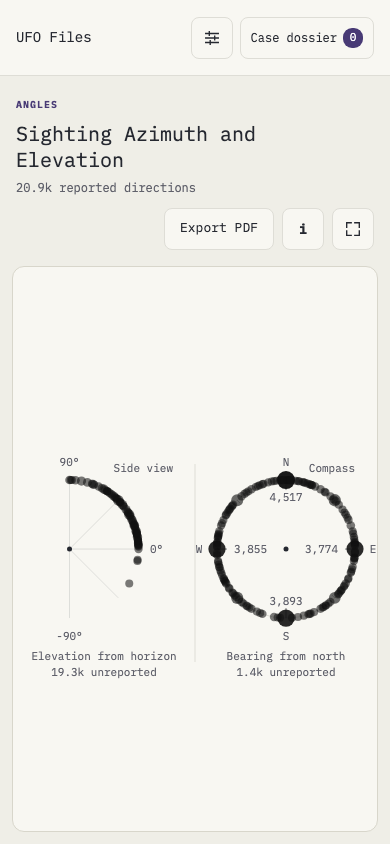 UFO Files
Case dossier 0
ANGLES
Sighting Azimuth and
Elevation
20.9k reported directions
Export PDF
i
90°
Side view
0°
-90°
Elevation from horizon
19.3k unreported
N
Compass
4,517
W
3,855
3,774
E
3,893
S
Bearing from north
1.4k unreported